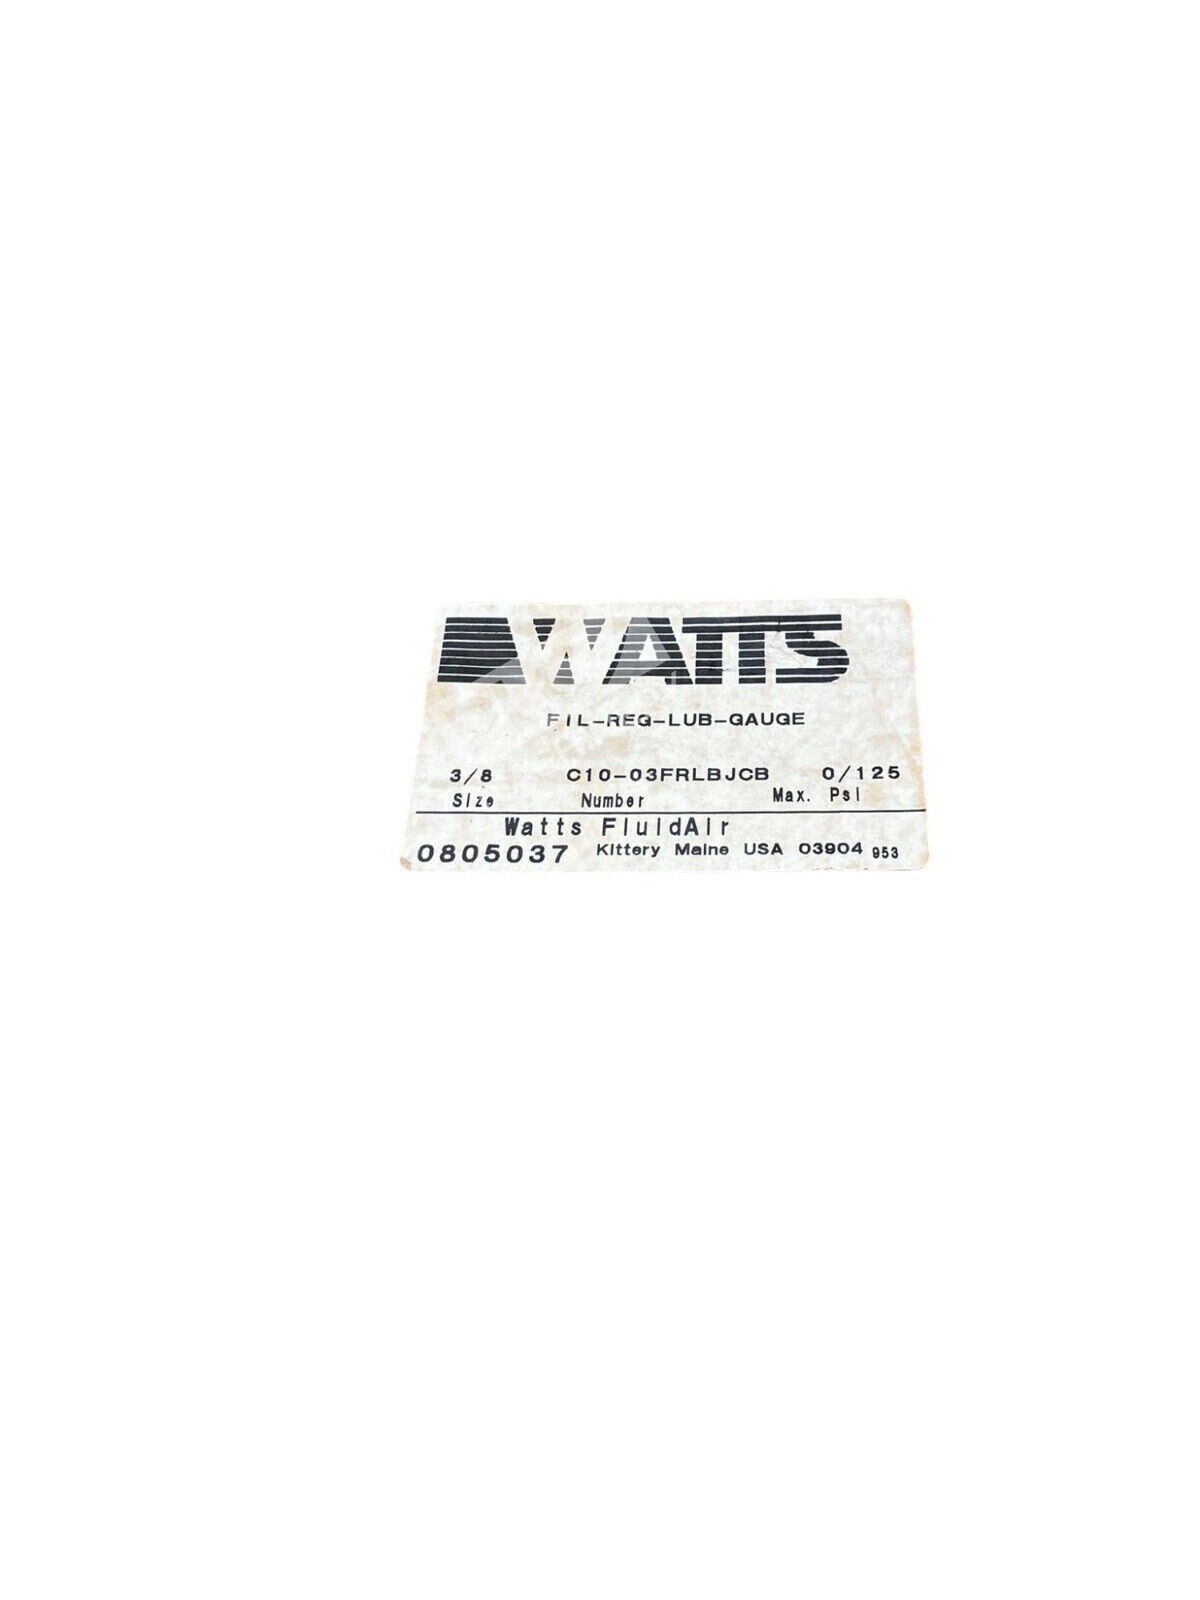 WATTS
FIL-REG-LUB-GAUGE
3/8 C10-03FRLBJCB 0/125
Size Number Max. Psi
Watts FluidAir
0805037 Kittery Maine USA 03904 953